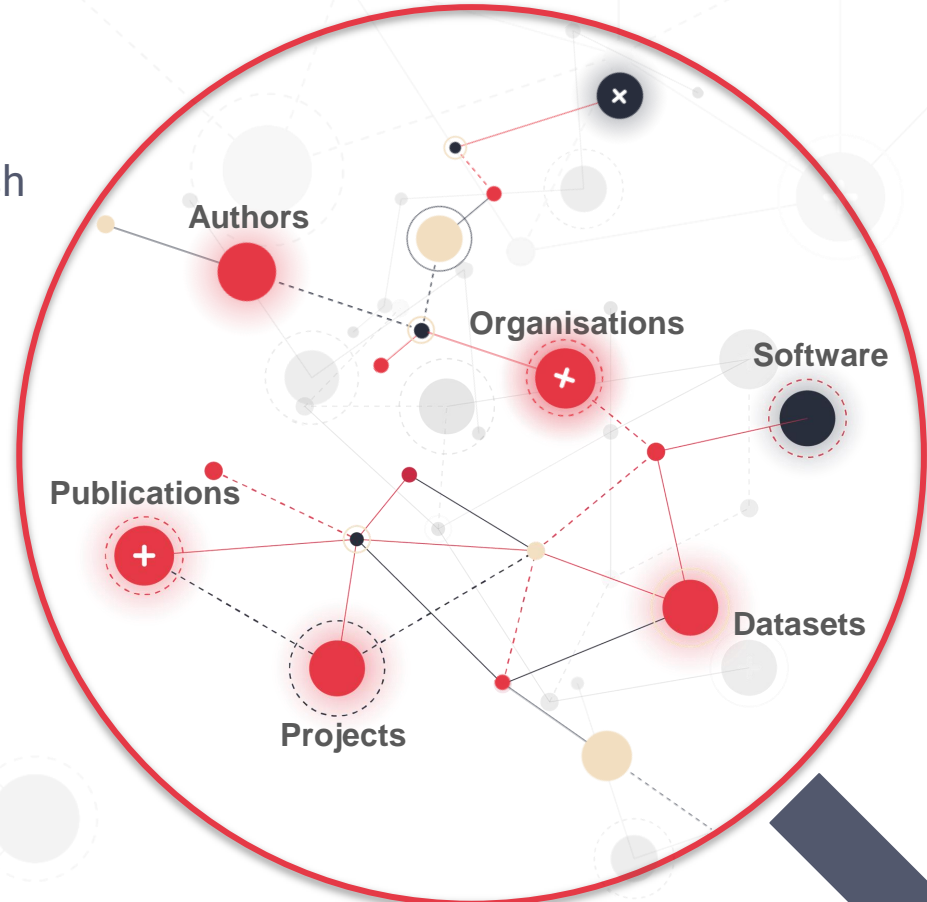 h
Authors
Organisations
Software
Publications
Datasets
Projects